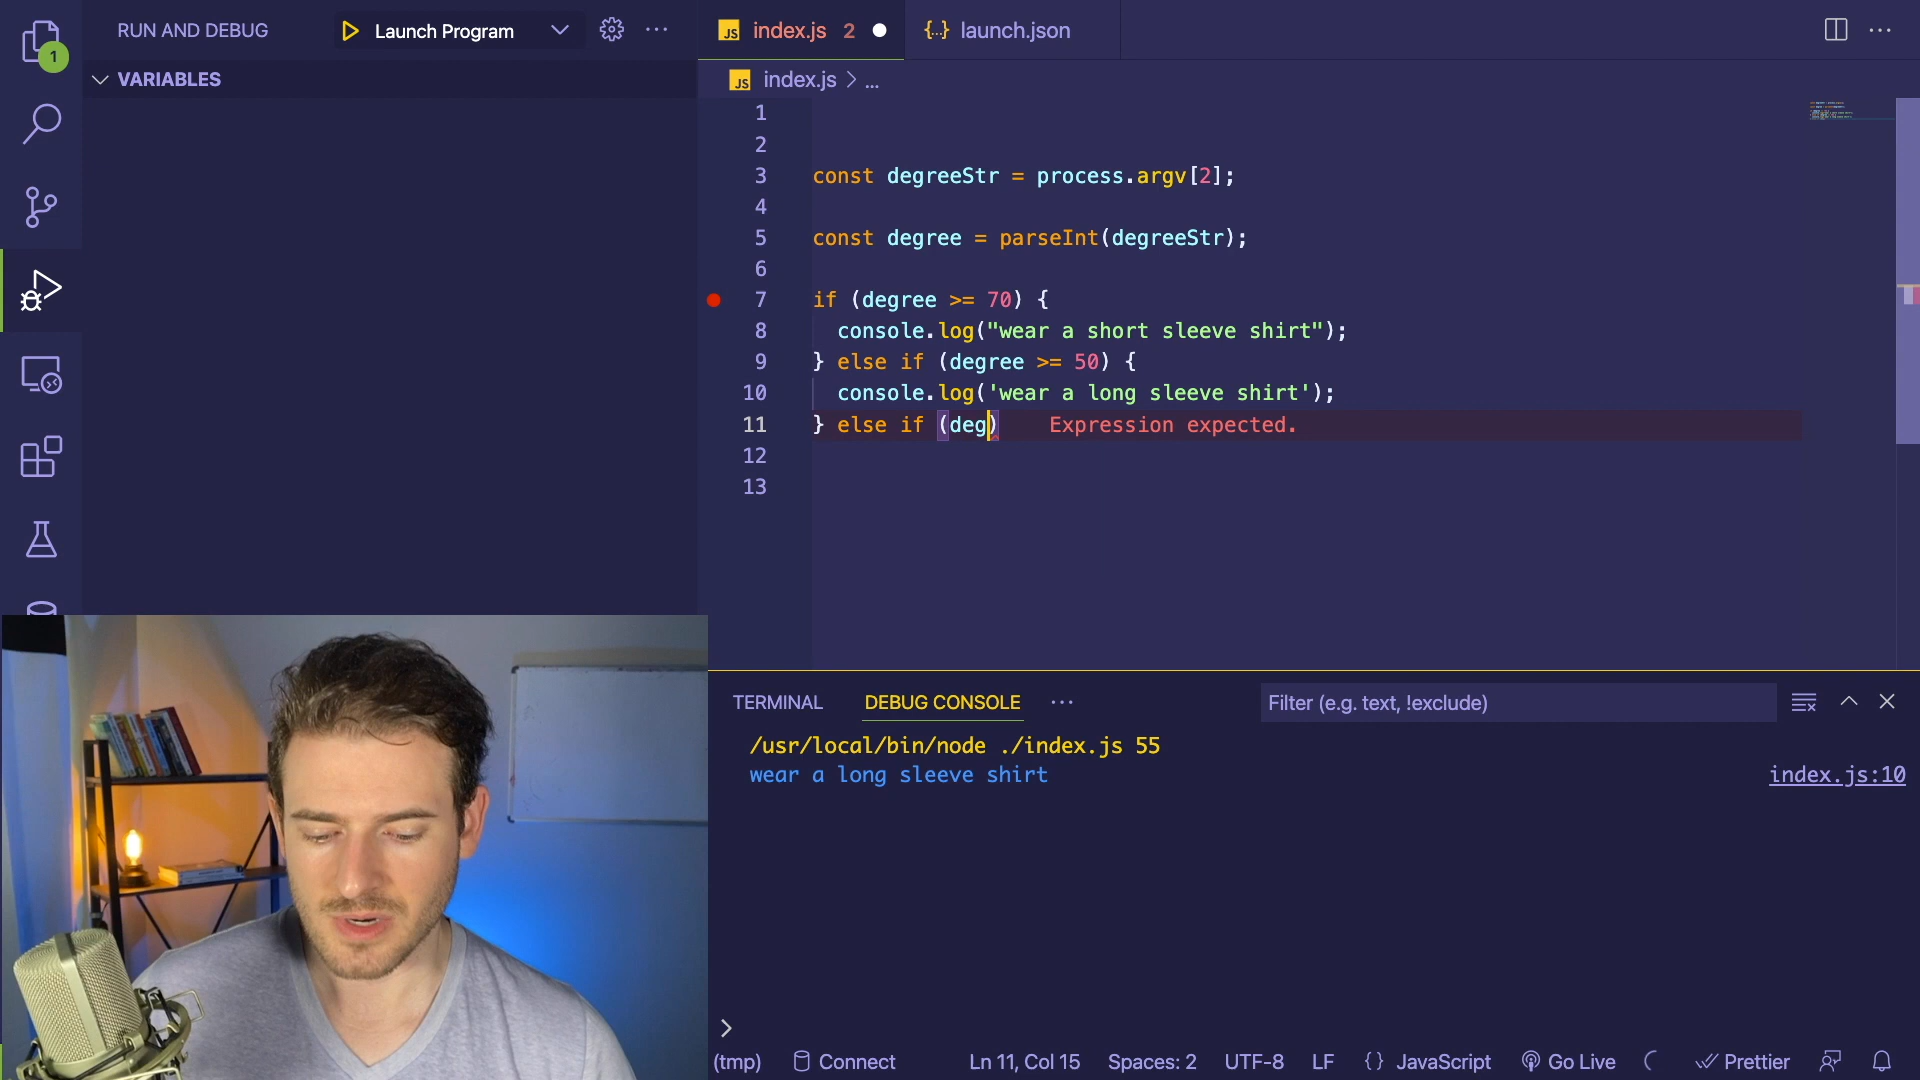 1
RUN AND DEBUG
Launch Program
VARIABLES
JS index.js 2
{..} launch.json
JS index.js > ...
1
2
3 const degreeStr = process.argv[2];
4
5 const degree = parseInt(degreeStr);
6
7 if (degree >= 70) {
8 console.log("wear a short sleeve shirt");
9 } else if (degree >= 50) {
10 console.log('wear a long sleeve shirt');
11 } else if (deg) Expression expected.
12
13
TERMINAL DEBUG CONSOLE ...
Filter (e.g. text, !exclude)
/usr/local/bin/node ./index.js 55
wear a long sleeve shirt index.js:10
>
(tmp) Connect Ln 11, Col 15 Spaces: 2 UTF-8 LF {} JavaScript Go Live Prettier